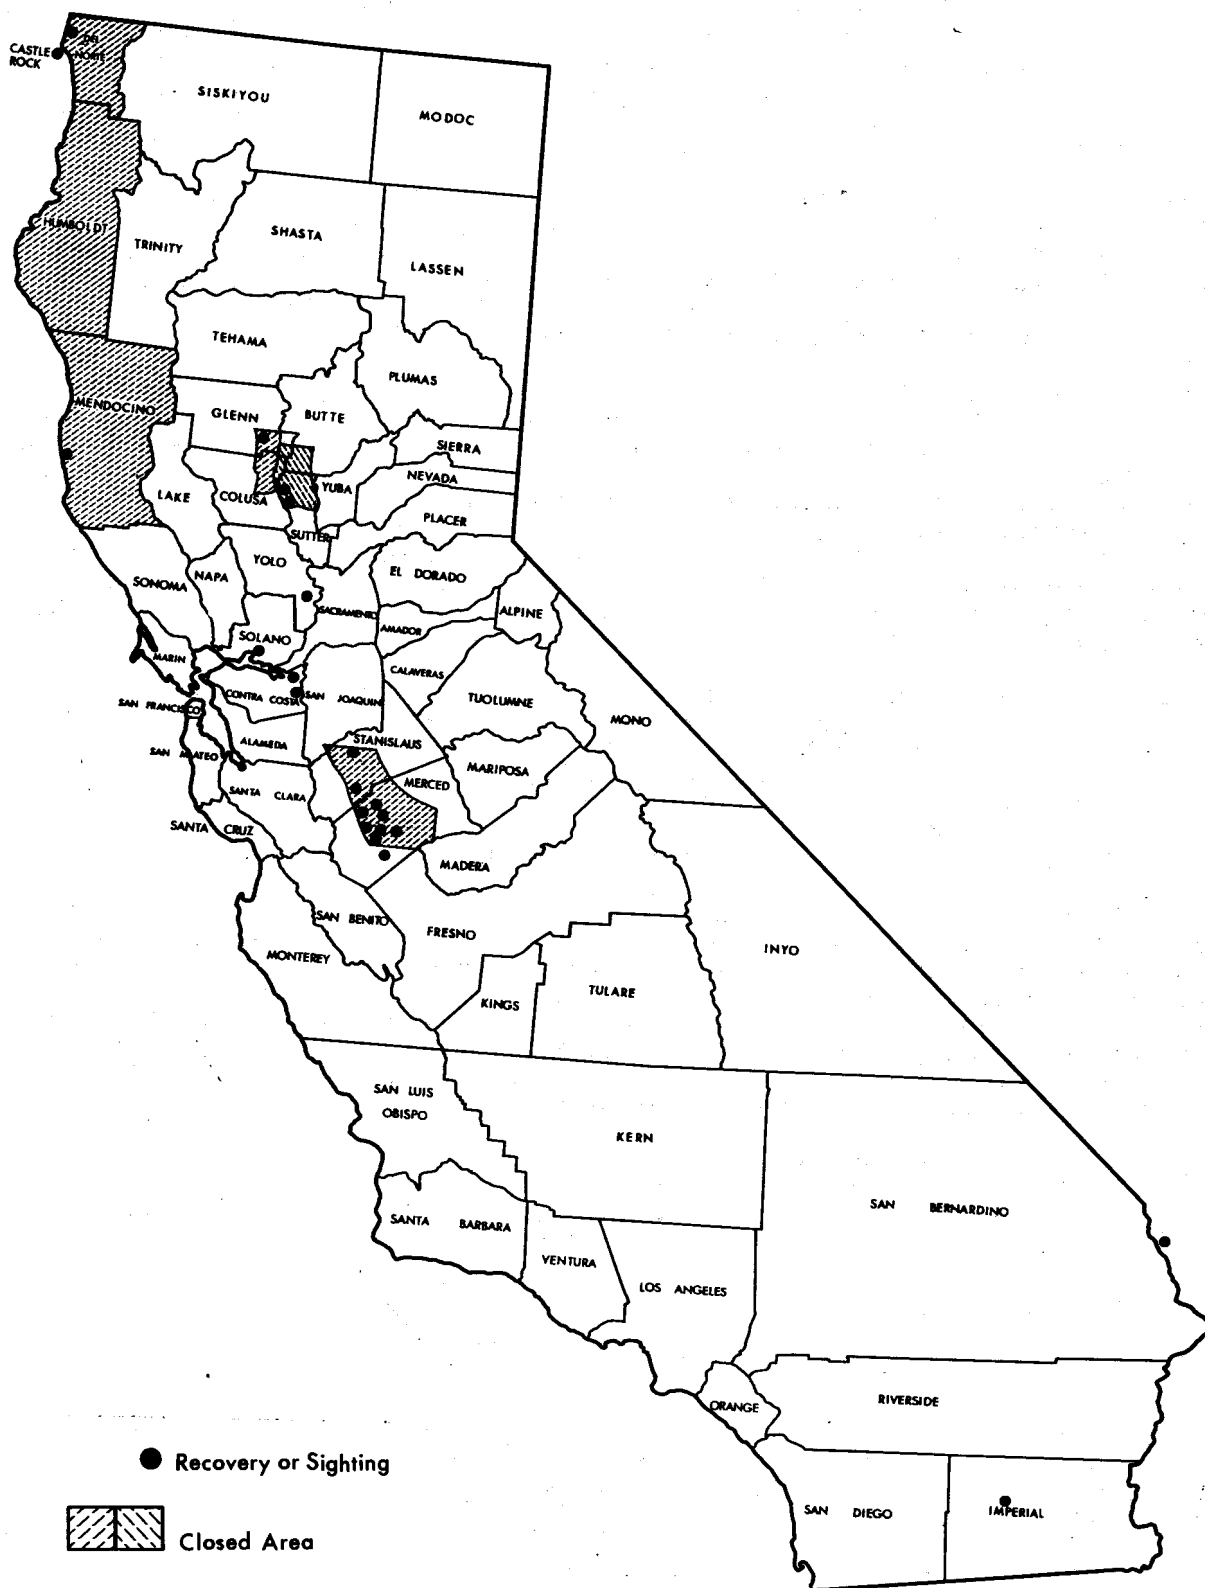 CASTLE
ROCK
DEL
NORTE
SISKIYOU
MODOC
HUMBOLDT
TRINITY
SHASTA
LASSEN
TEHAMA
PLUMAS
MENDOCINO
GLENN
BUTTE
SIERRA
NEVADA
LAKE
COLUSA
YUBA
PLACER
SUTTER
YOLO
EL DORADO
SONOMA
NAPA
SACRAMENTO
ALPINE
AMADOR
SOLANO
MARIN
CALAVERAS
TUOLUMNE
CONTRA COSTA
SAN JOAQUIN
MONO
SAN FRANCISCO
ALAMEDA
STANISLAUS
SAN MATEO
MARIPOSA
MERCED
SANTA CLARA
SANTA CRUZ
MADERA
SAN BENITO
FRESNO
MONTEREY
INYO
TULARE
KINGS
SAN LUIS
OBISPO
KERN
SAN BERNARDINO
SANTA BARBARA
VENTURA
LOS ANGELES
RIVERSIDE
ORANGE
SAN DIEGO
IMPERIAL
Recovery or Sighting
Closed Area